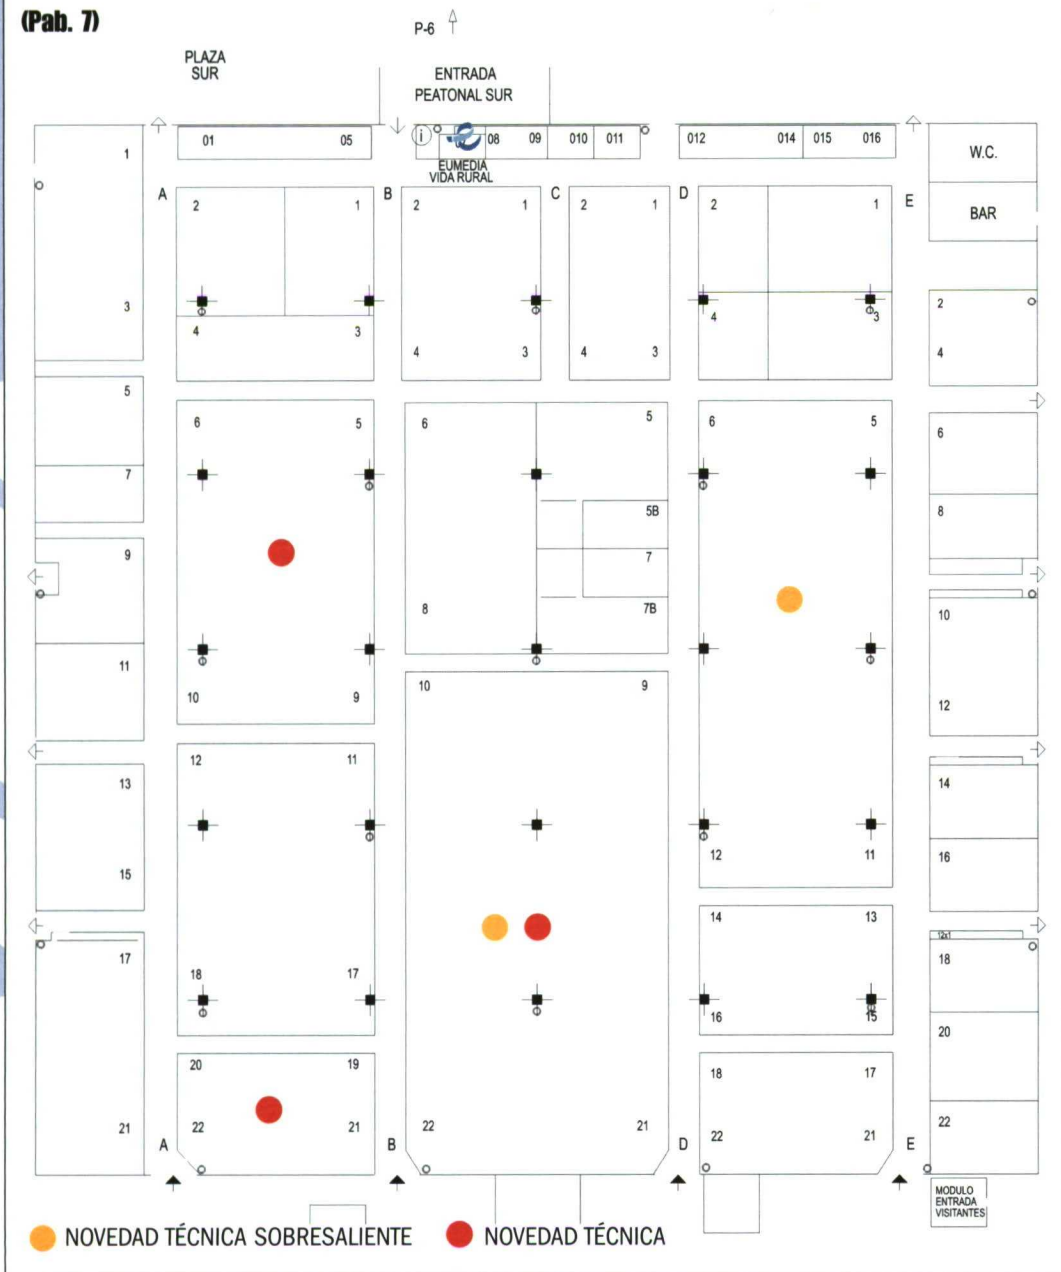 (Pab. 7)
P-6
PLAZA
SUR
ENTRADA
PEATONAL SUR
01 05 i 08 09 010 011 012 014 015 016
EUMEDIA
VIDA RURAL
W.C.
BAR
A B C D E
1
3
5
7
9
11
13
15
17
21
2 1
4 3
6 5
10 9
12 11
18 17
20 19
22 21
2 1
4 3
6 5
5B
7
8 7B
10 9
22 21
2 1
4 3
2 1
4 3
6 5
12 11
14 13
16 15
18 17
22 21
2
4
6
8
10
12
14
16
12x1
18
20
22
A B D E
MODULO
ENTRADA
VISITANTES
NOVEDAD TÉCNICA SOBRESALIENTE NOVEDAD TÉCNICA